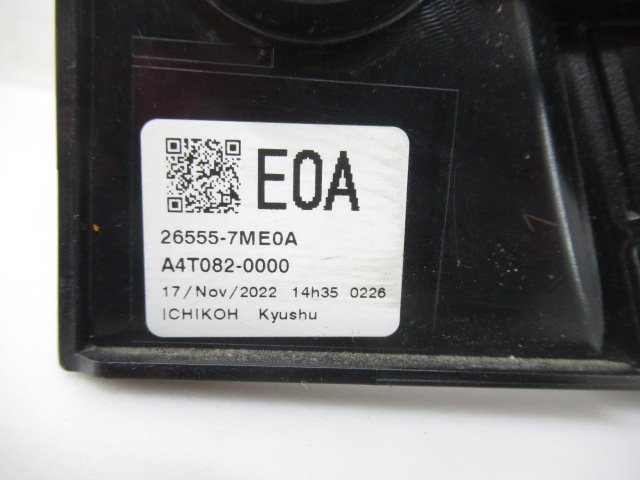 E0A
26555-7ME0A
A4T082-0000
17/Nov/2022 14h35 0226
ICHIKOH Kyushu